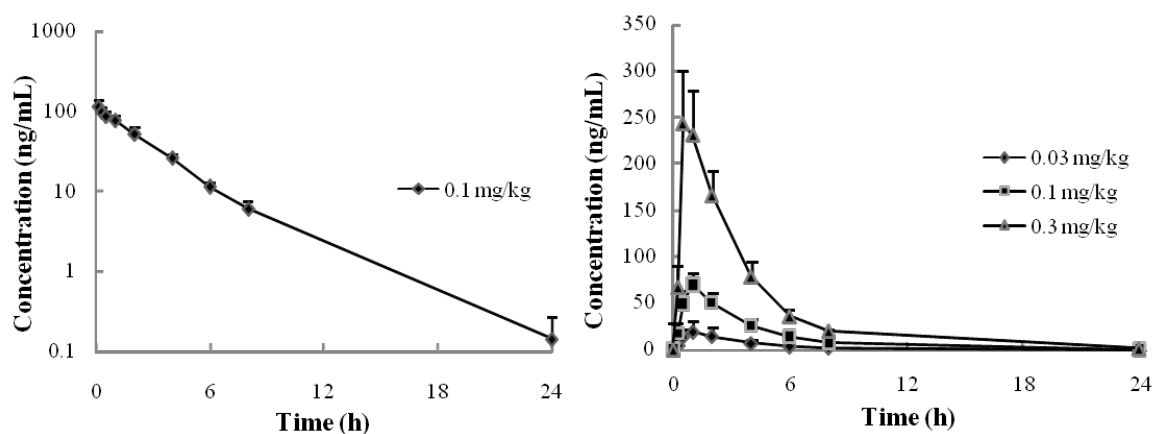 1000
100
10
1
0.1
Concentration (ng/mL)
0.1 mg/kg
0
6
12
18
24
Time (h)
350
300
250
200
150
100
50
0
Concentration (ng/mL)
0.03 mg/kg
0.1 mg/kg
0.3 mg/kg
0
6
12
18
24
Time (h)